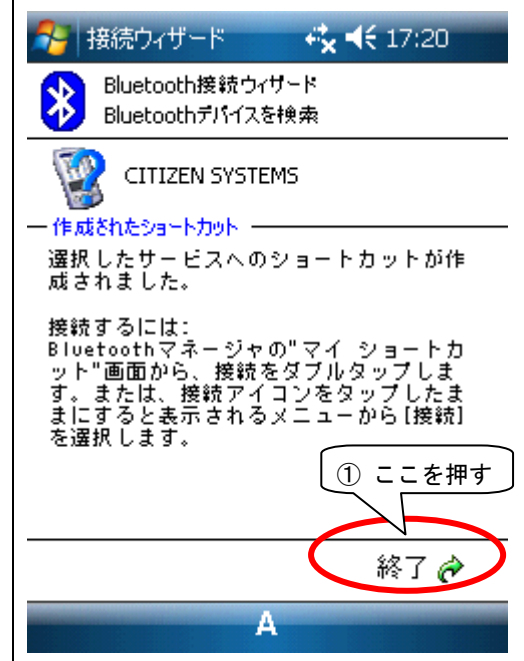 接続ウィザード 17:20
Bluetooth接続ウィザード
Bluetoothデバイスを検索
CITIZEN SYSTEMS
作成されたショートカット
選択したサービスへのショートカットが作
成されました。
接続するには:
Bluetoothマネージャの"マイ ショートカ
ット"画面から、接続をダブルタップしま
す。または、接続アイコンをタップしたま
まにすると表示されるメニューから[接続]
を選択します。
① ここを押す
終了
A